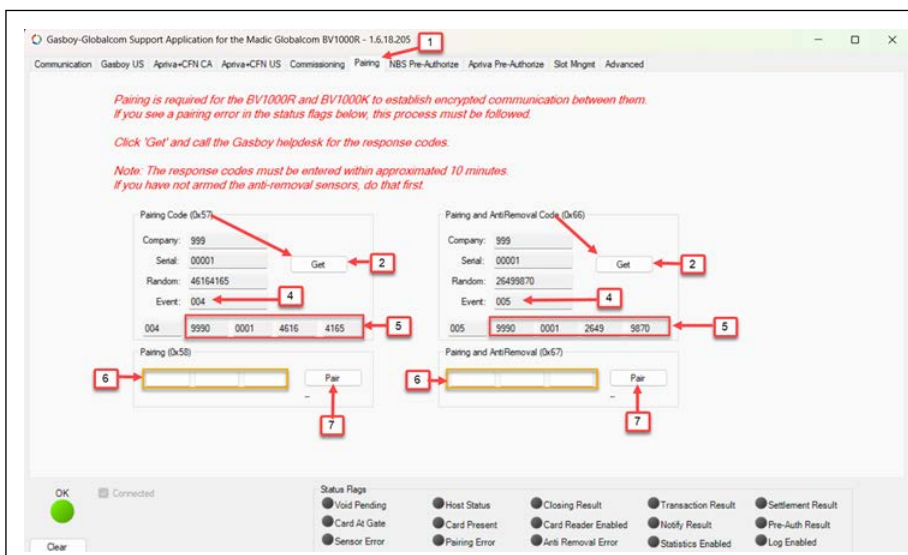 Gasboy-Globalcom Support Application for the Madic Globalcom BV1000R - 1.6.18.205
1
Communication Gasboy US Apriva+CFN CA Apriva+CFN US Commissioning Pairing NBS Pre-Authorize Apriva Pre-Authorize Slot Mngmt Advanced
Pairing is required for the BV1000R and BV1000K to establish encrypted communication between them.
If you see a pairing error in the status flags below, this process must be followed.
Click 'Get' and call the Gasboy helpdesk for the response codes.
Note: The response codes must be entered within approximated 10 minutes.
If you have not armed the anti-removal sensors, do that first.
Pairing Code (0x57)
Company: 999
Serial: 00001
Get
2
Random: 46164165
Event: 004
4
004 9990 0001 4616 4165
5
Pairing (0x58)
6
Pair
7
Pairing and AntiRemoval Code (0x66)
Company: 999
Serial: 00001
Get
2
Random: 26499870
Event: 005
4
005 9990 0001 2649 9870
5
Pairing and AntiRemoval (0x67)
6
Pair
7
OK
Connected
Clear
Status Flags
Void Pending Host Status Closing Result Transaction Result Settlement Result
Card At Gate Card Present Card Reader Enabled Notify Result Pre-Auth Result
Sensor Error Pairing Error Anti Removal Error Statistics Enabled Log Enabled